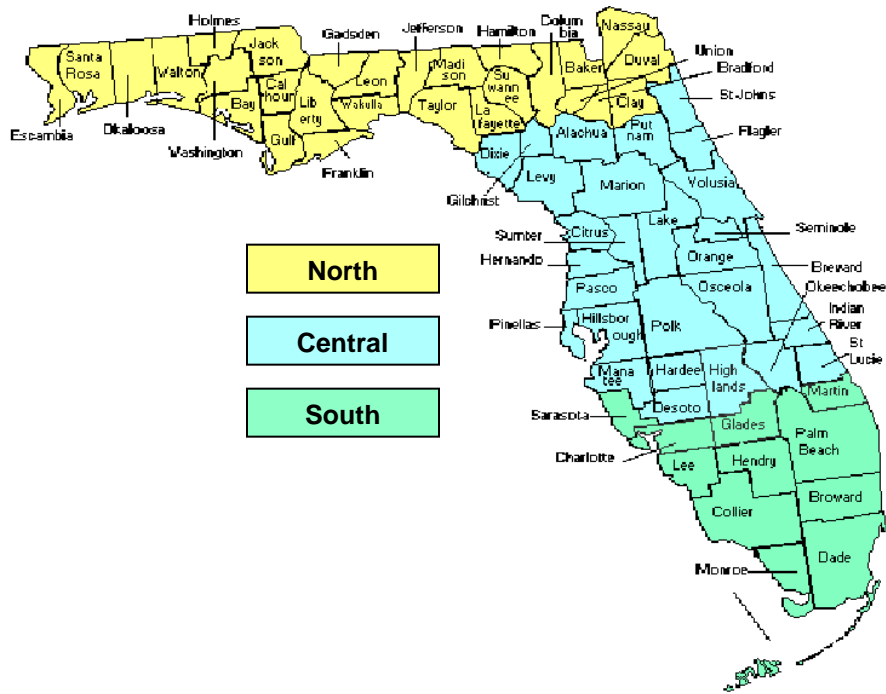 Holmes
Gadsden
Jefferson
Hamilton
Colum
bia
Nassau
Santa
Rosa
Walton
Jack
son
Leon
Madi
son
Su
wann
ee
Baker
Duval
Union
Bradford
Escambia
Okaloosa
Washington
Bay
Cal
houn
Lib
erty
Gulf
Wakulla
Franklin
Taylor
La
fayette
Clay
St Johns
Dixie
Gilchrist
Alachua
Put
nam
Flagler
Levy
Marion
Volusia
Sumter
Citrus
Lake
Seminolle
Hernando
Orange
Brevard
Pasco
Osceola
Okeechobee
Pinellas
Hillsbor
ough
Polk
Indian
River
St
Lucie
Mana
tee
Hardee
High
lands
Desoto
Sarasota
Martin
Charlotte
Glades
Palm
Beach
Lee
Hendry
Collier
Broward
Monroe
Dade
North
Central
South